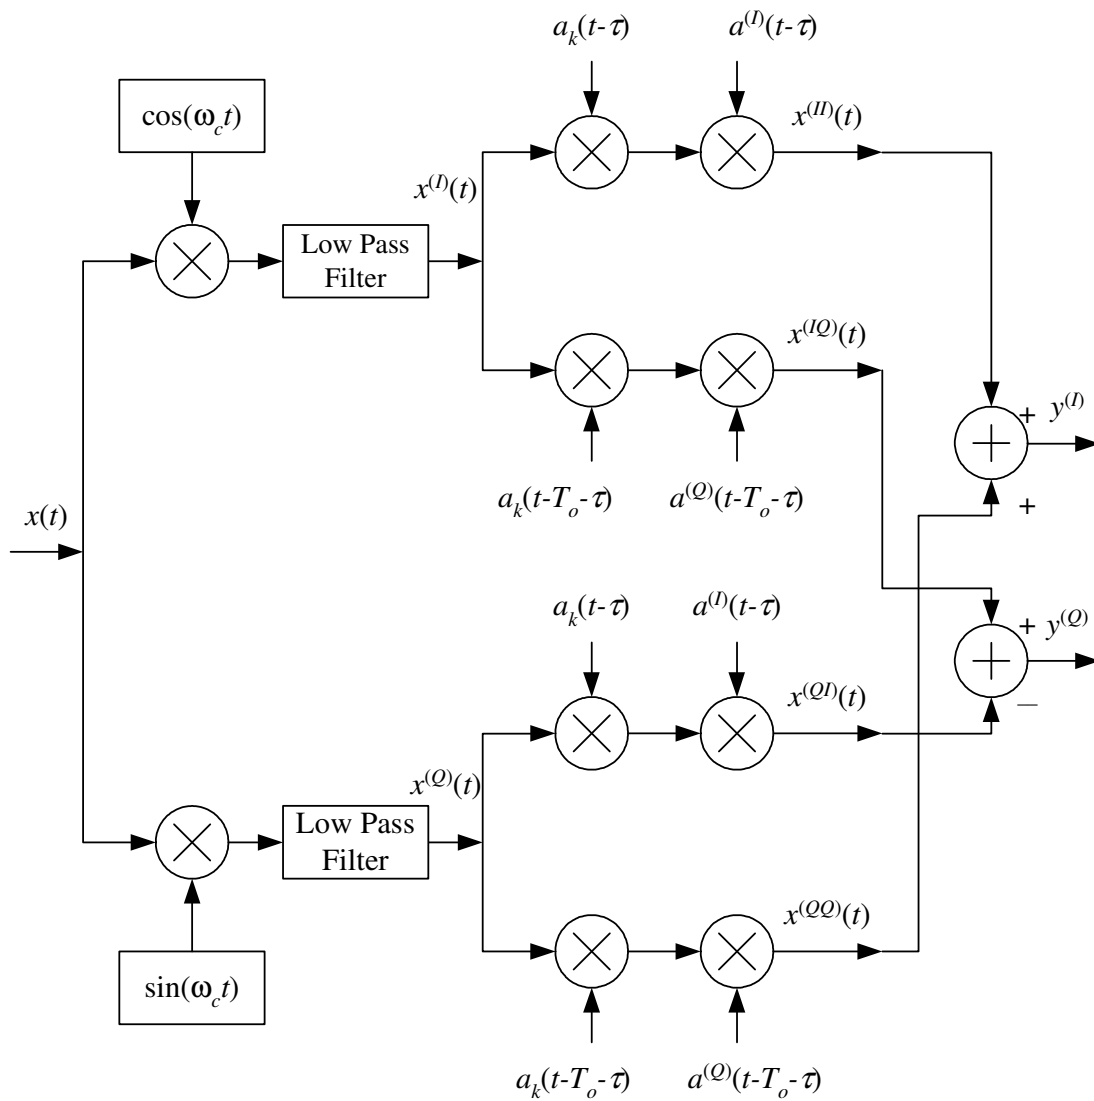 a_k(t-τ) a^(I)(t-τ)
cos(ω_c t)
x^(II)(t)
x^(I)(t)
Low Pass
Filter
x^(IQ)(t)
+ y^(I)
a_k(t-T_o-τ) a^(Q)(t-T_o-τ)
+
x(t)
a_k(t-τ) a^(I)(t-τ)
+ y^(Q)
x^(QI)(t)
−
x^(Q)(t)
Low Pass
Filter
x^(QQ)(t)
sin(ω_c t)
a_k(t-T_o-τ) a^(Q)(t-T_o-τ)